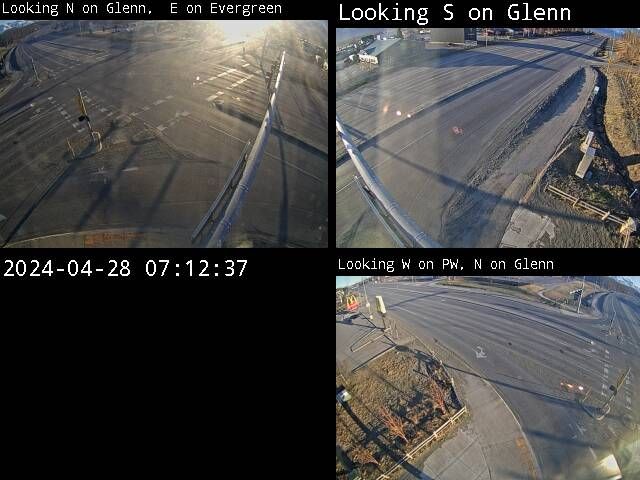 Looking N on Glenn, E on Evergreen
Looking S on Glenn
2024-04-28 07:12:37
Looking W on PW, N on Glenn